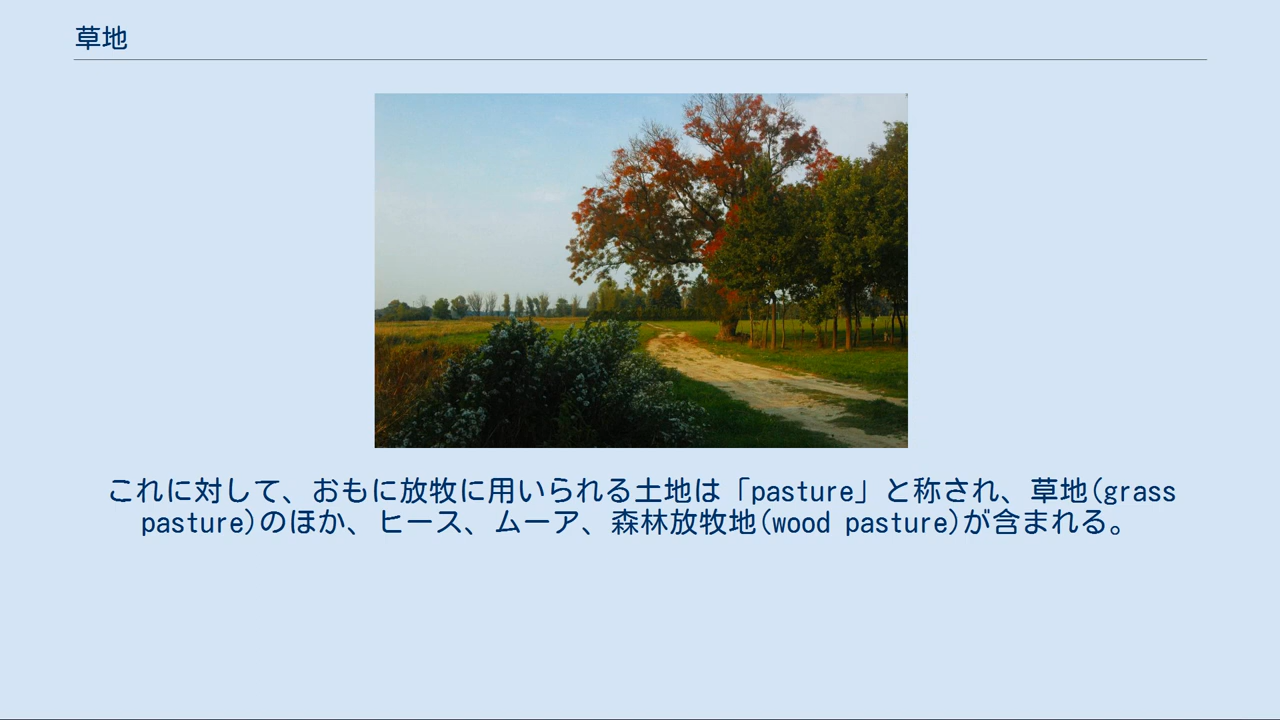 草地
これに対して、おもに放牧に用いられる土地は「pasture」と称され、草地(grass
pasture)のほか、ヒース、ムーア、森林放牧地(wood pasture)が含まれる。